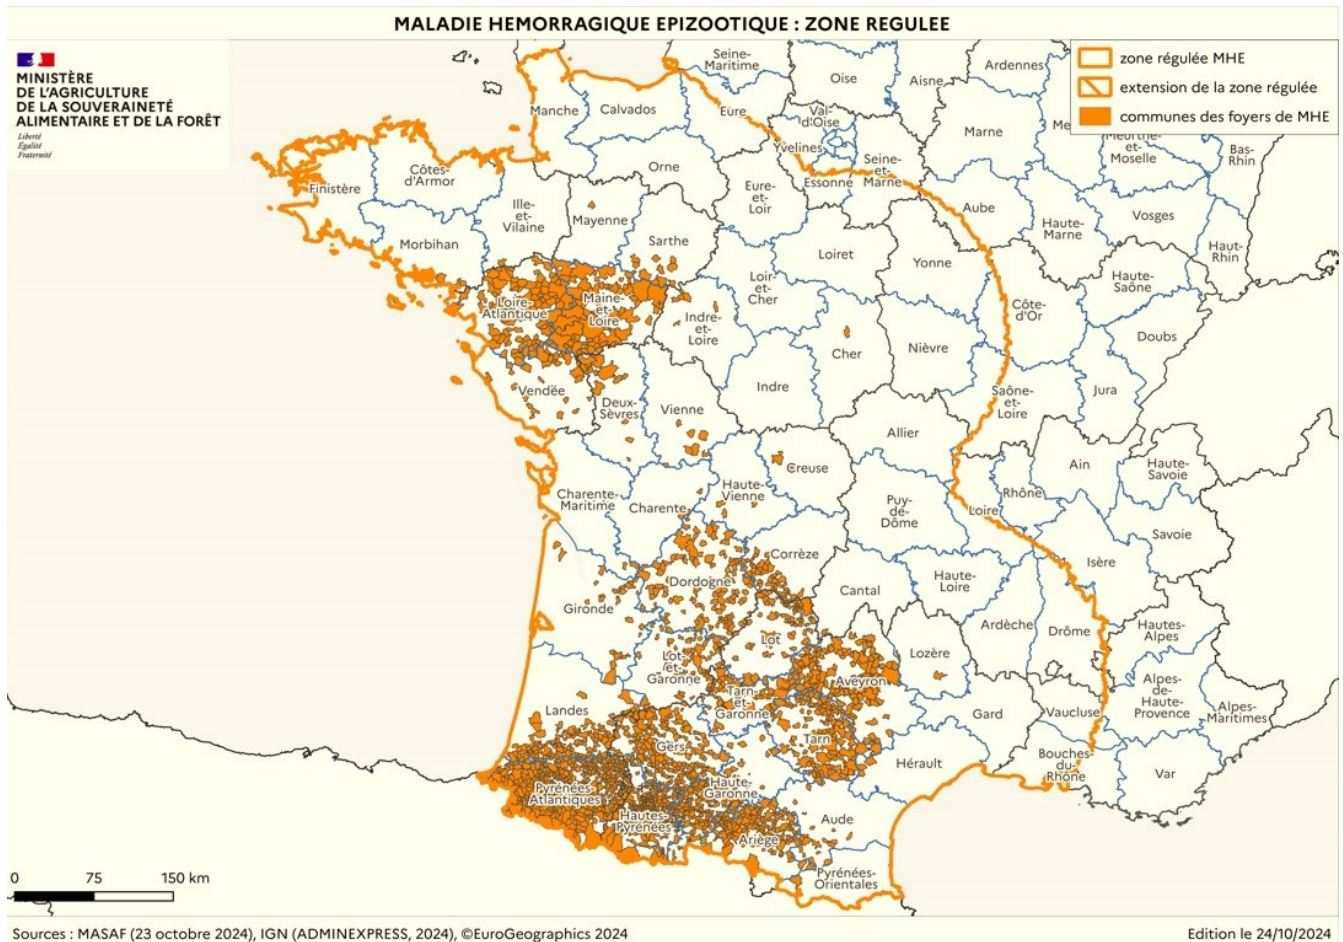 MALADIE HEMORRAGIQUE EPIZOOTIQUE : ZONE REGULEE
MINISTÈRE
DE L'AGRICULTURE
DE LA SOUVERAINETÉ
ALIMENTAIRE ET DE LA FORÊT
Liberté
Égalité
Fraternité
zone régulée MHE
extension de la zone régulée
communes des foyers de MHE
Seine-
Maritime
Oise
Aisne
Ardennes
Manche
Calvados
Eure
Val-
d'Oise
Marne
Meurthe-
et-
Moselle
Bas-
Rhin
Yvelines
Seine-
et-
Marne
Essonne
Orne
Finistère
Côtes-
d'Armor
Ille-
et-
Vilaine
Mayenne
Eure-
et-
Loir
Aube
Haute-
Marne
Vosges
Haut-
Rhin
Morbihan
Sarthe
Loiret
Yonne
Loir-
et-
Cher
Côte-
d'Or
Haute-
Saône
Loire-
Atlantique
Maine-
et-
Loire
Indre-
et-
Loire
Cher
Nièvre
Doubs
Vendée
Deux-
Sèvres
Vienne
Indre
Saône-
et-
Loire
Jura
Allier
Creuse
Ain
Haute-
Savoie
Charente-
Maritime
Charente
Haute-
Vienne
Puy-
de-
Dôme
Loire
Rhône
Savoie
Isère
Corrèze
Dordogne
Cantal
Haute-
Loire
Gironde
Ardèche
Drôme
Hautes-
Alpes
Lot
Lot-
et-
Garonne
Lozère
Aveyron
Tarn-
et-
Garonne
Alpes-
de-
Haute-
Provence
Alpes-
Maritimes
Landes
Gard
Vaucluse
Gers
Tarn
Hérault
Bouches-
du-
Rhône
Var
Pyrénées-
Atlantiques
Haute-
Garonne
Hautes-
Pyrénées
Ariège
Aude
Pyrénées-
Orientales
0 75 150 km
Sources : MASAF (23 octobre 2024), IGN (ADMINEXPRESS, 2024), ©EuroGeographics 2024
Edition le 24/10/2024